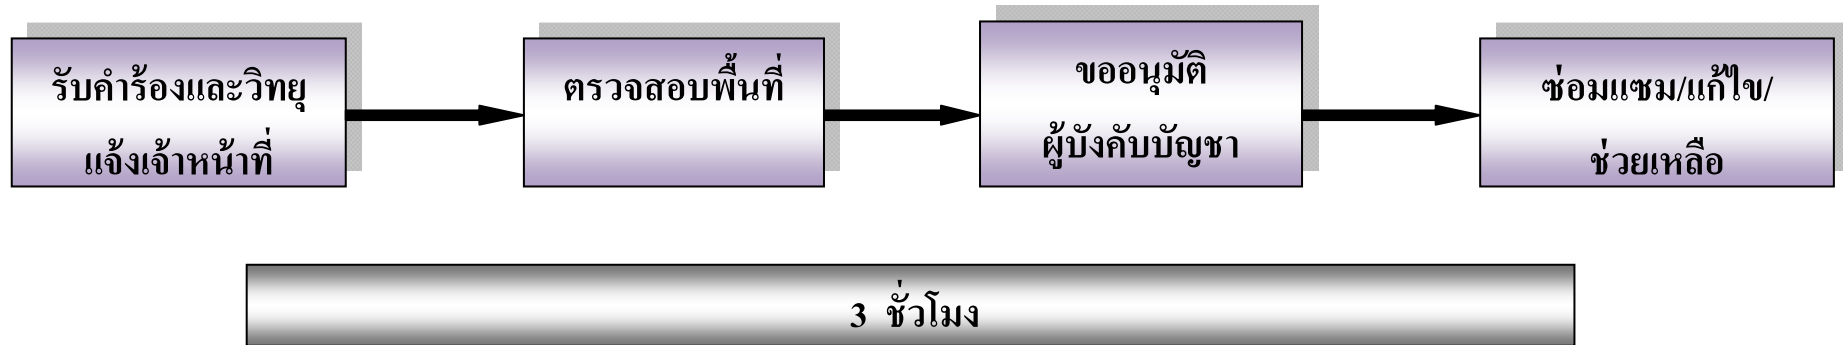 รับคำร้องและวิทยุ
แจ้งเจ้าหน้าที่
ตรวจสอบพื้นที่
ขออนุมัติ
ผู้บังคับบัญชา
ซ่อมแซม/แก้ไข/
ช่วยเหลือ
3 ชั่วโมง